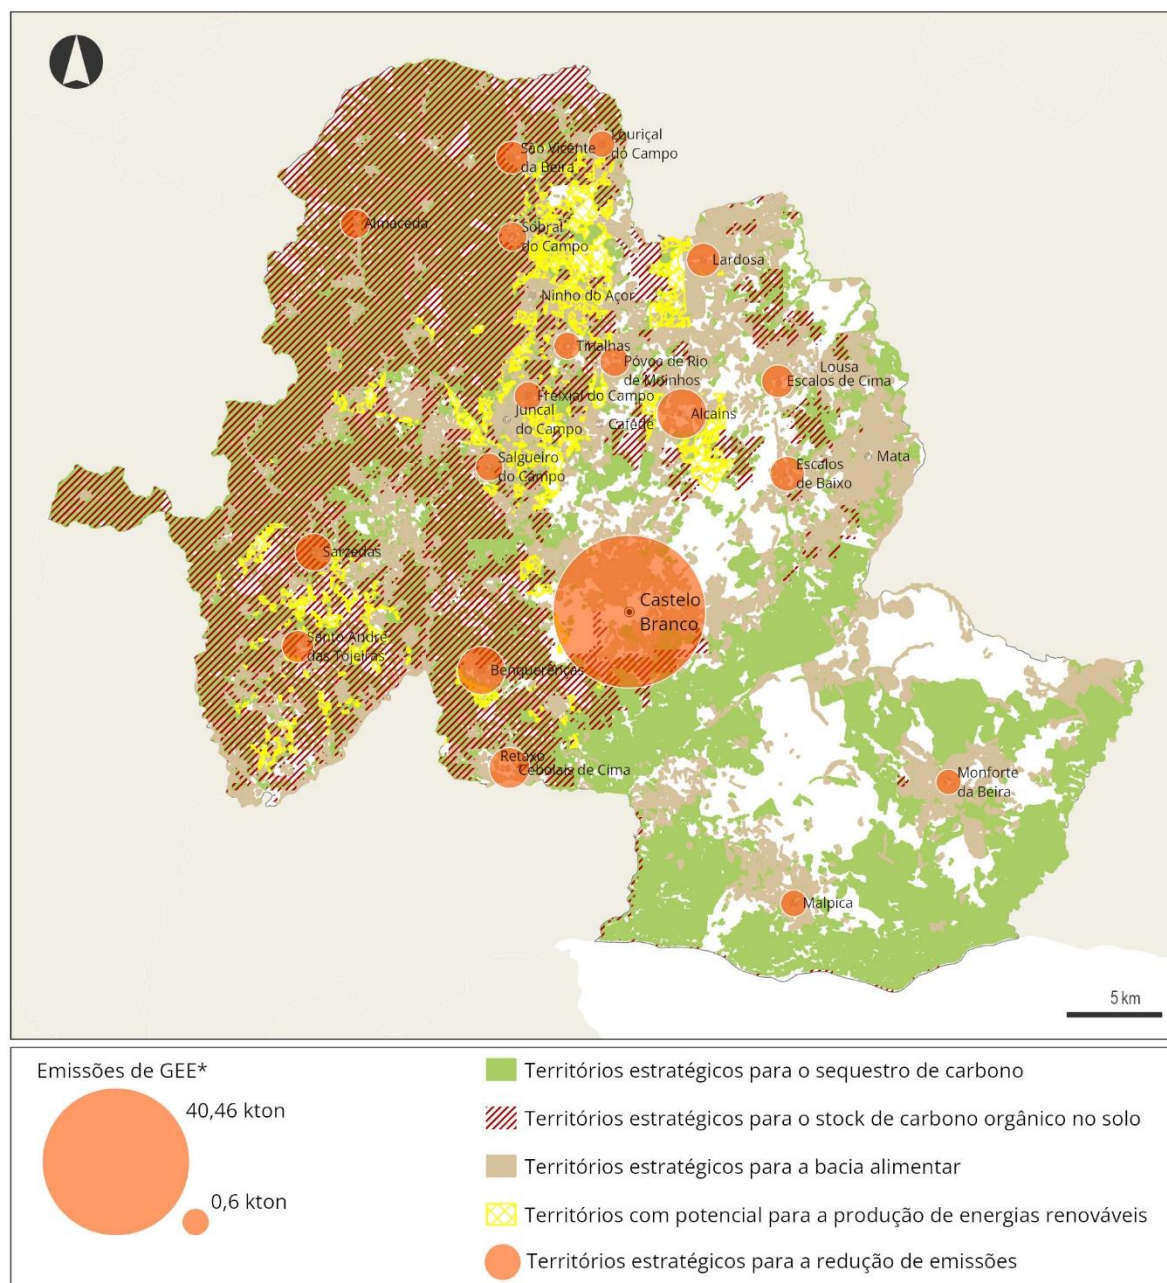 Louriçal
do Campo
São Vicente
da Beira
Almaceda
Sobral
do Campo
Lardosa
Ninho do Açor
Tinalhas
Póvoa de Rio
de Moinhos
Lousa
Escalos de Cima
Freixial do Campo
Juncal
do Campo
Cafede
Alcains
Mata
Salgueiro
do Campo
Escalos
de Baixo
Sarzedas
Castelo
Branco
Santo André
das Tojeiras
Benquerenças
Retaxo
Cebolais de Cima
Monforte
da Beira
Malpica
5 km
Emissões de GEE*
40,46 kton
0,6 kton
Territórios estratégicos para o sequestro de carbono
Territórios estratégicos para o stock de carbono orgânico no solo
Territórios estratégicos para a bacia alimentar
Territórios com potencial para a produção de energias renováveis
Territórios estratégicos para a redução de emissões